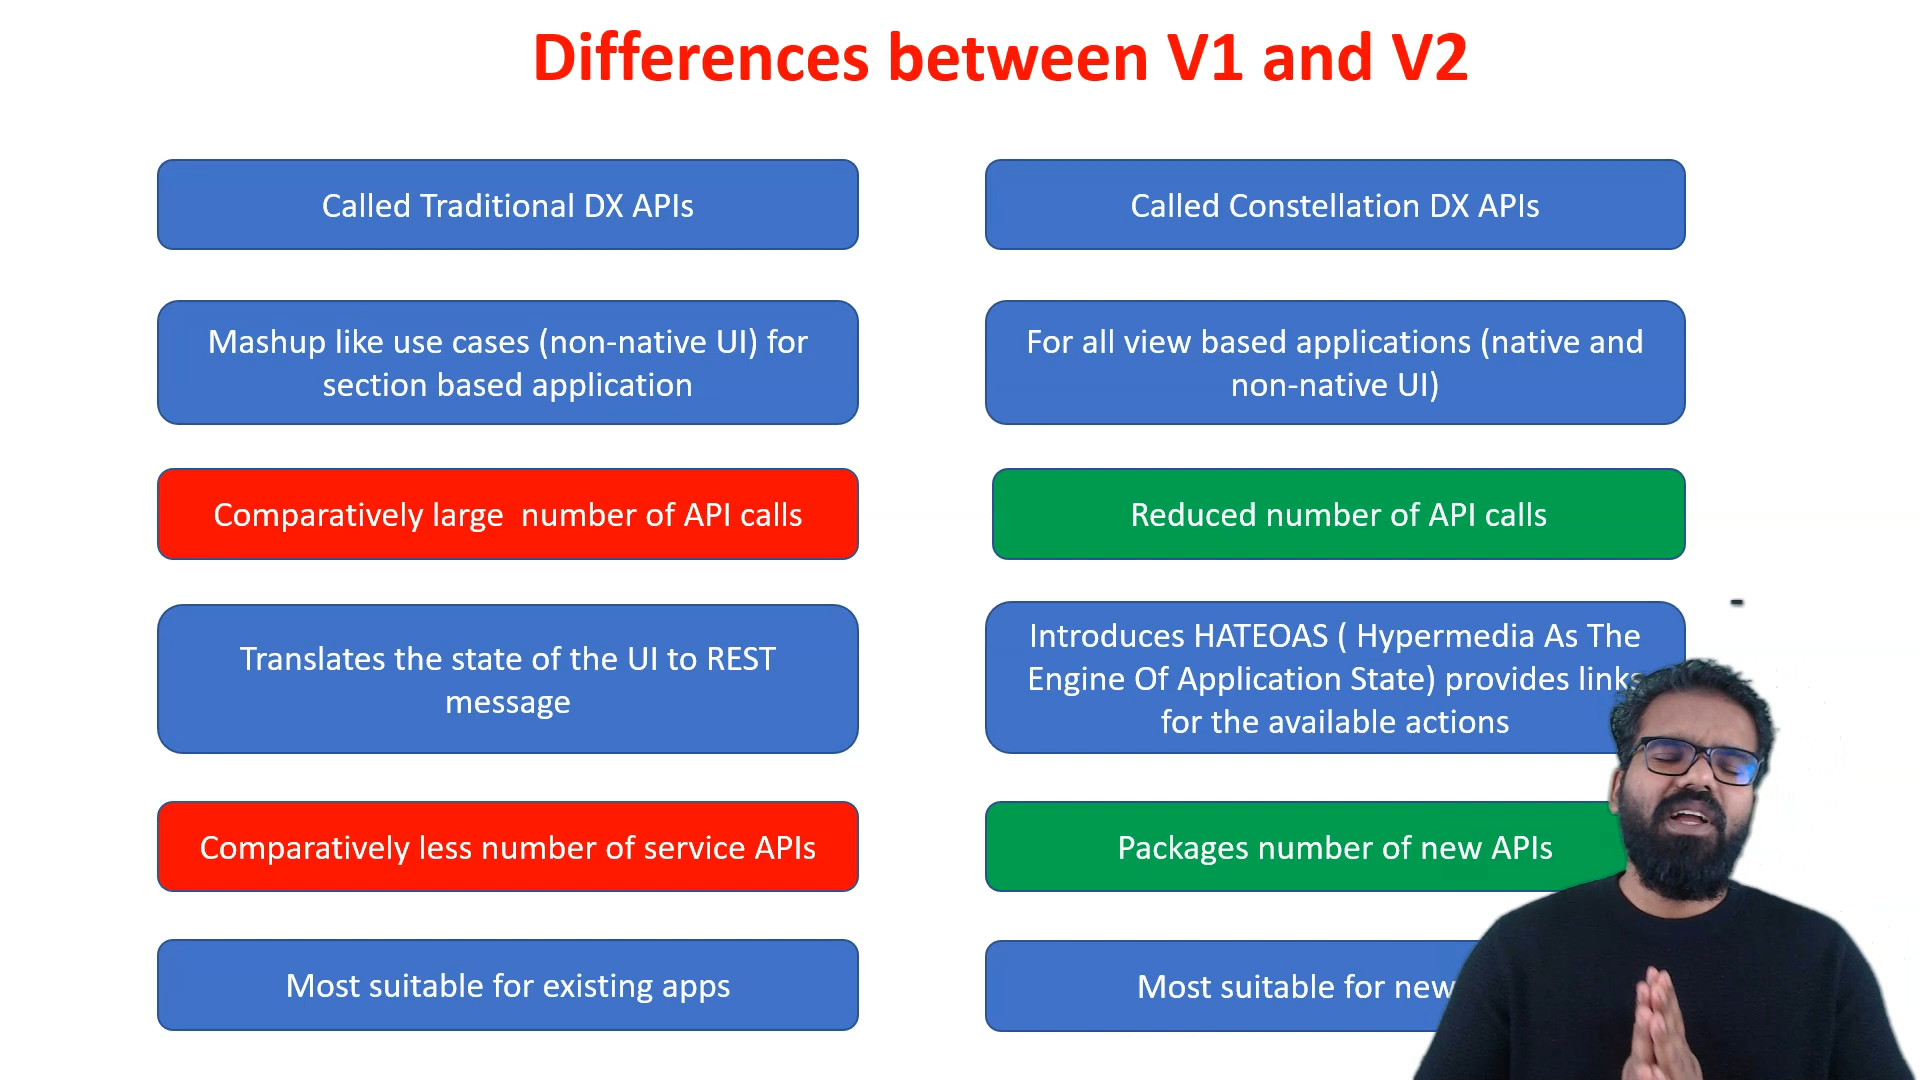 Differences between V1 and V2
Called Traditional DX APIs
Called Constellation DX APIs
Mashup like use cases (non-native UI) for
section based application
For all view based applications (native and
non-native UI)
Comparatively large  number of API calls
Reduced number of API calls
Translates the state of the UI to REST
message
Introduces HATEOAS ( Hypermedia As The
Engine Of Application State) provides links
for the available actions
Comparatively less number of service APIs
Packages number of new APIs
Most suitable for existing apps
Most suitable for new